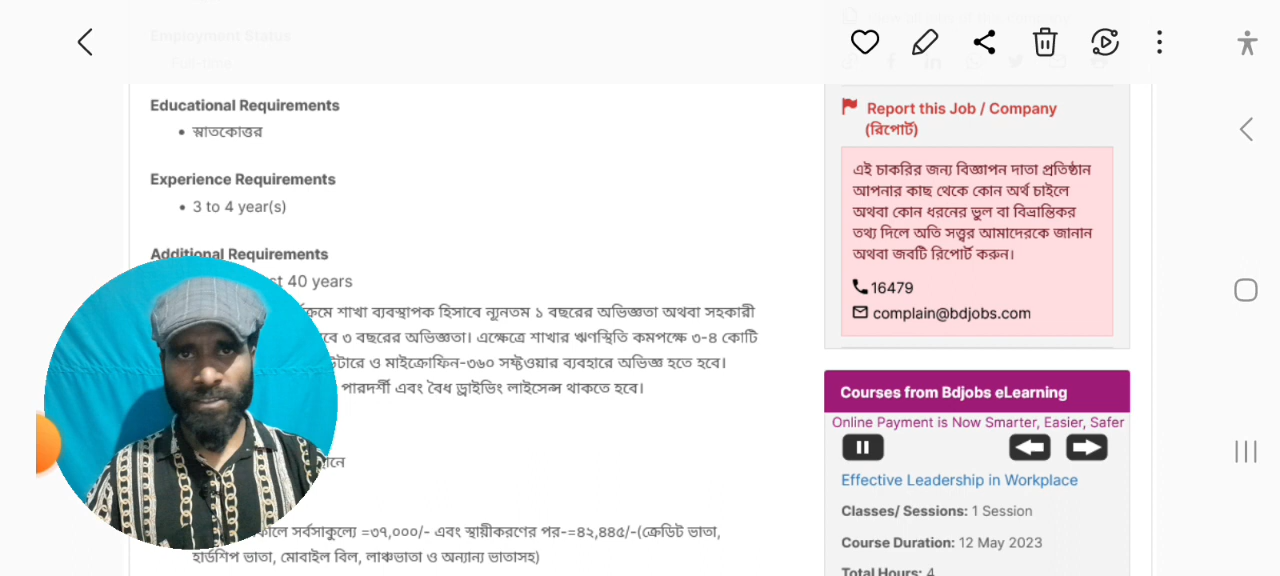 Employment Status
Full-time
Educational Requirements
স্নাতকোত্তর
Experience Requirements
3 to 4 year(s)
Additional Requirements
st 40 years
মে শাখা ব্যবস্থাপক হিসাবে ন্যূনতম ১ বছরের অভিজ্ঞতা অথবা সহকারী
বে ৩ বছরের অভিজ্ঞতা। এক্ষেত্রে শাখার ঋণস্থিতি কমপক্ষে ৩-৪ কোটি
উটারে ও মাইক্রোফিন-৩৬০ সফ্টওয়ার ব্যবহারে অভিজ্ঞ হতে হবে।
পারদর্শী এবং বৈধ ড্রাইভিং লাইসেন্স থাকতে হবে।
ানে
কালে সর্বসাকুল্যে =৩৭,০০০/- এবং স্থায়ীকরণের পর-=৪২,৪৪৫/-(ক্রেডিট ভাতা,
হার্ডশিপ ভাতা, মোবাইল বিল, লাঞ্চভাতা ও অন্যান্য ভাতাসহ)
Report this Job / Company
(রিপোর্ট)
এই চাকরির জন্য বিজ্ঞাপন দাতা প্রতিষ্ঠান
আপনার কাছ থেকে কোন অর্থ চাইলে
অথবা কোন ধরনের ভুল বা বিভ্রান্তিকর
তথ্য দিলে অতি সত্ত্বর আমাদেরকে জানান
অথবা জবটি রিপোর্ট করুন।
16479
complain@bdjobs.com
Courses from Bdjobs eLearning
Online Payment is Now Smarter, Easier, Safer
Effective Leadership in Workplace
Classes/ Sessions: 1 Session
Course Duration: 12 May 2023
Total Hours: 4